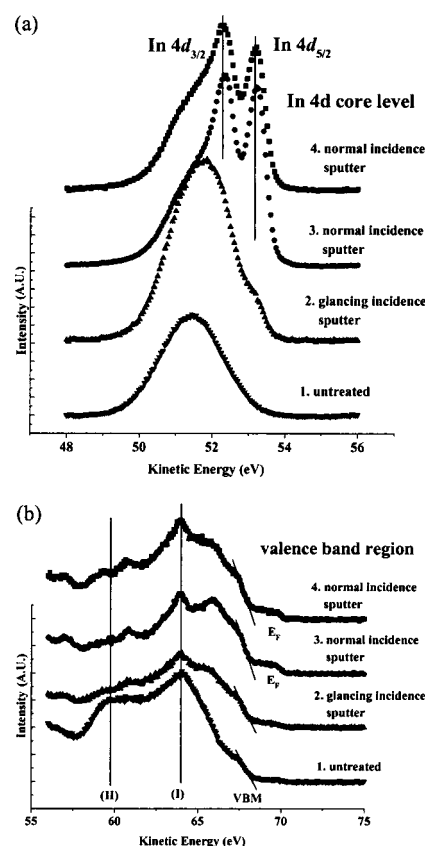 (a)
In 4d3/2
In 4d5/2
In 4d core level
4. normal incidence
sputter
3. normal incidence
sputter
2. glancing incidence
sputter
1. untreated
Intensity (A.U.)
48 50 52 54 56
Kinetic Energy (eV)
(b)
valence band region
4. normal incidence
sputter
EF
3. normal incidence
sputter
EF
2. glancing incidence
sputter
1. untreated
(II) (I) VBM
Intensity (A.U.)
55 60 65 70 75
Kinetic Energy (eV)